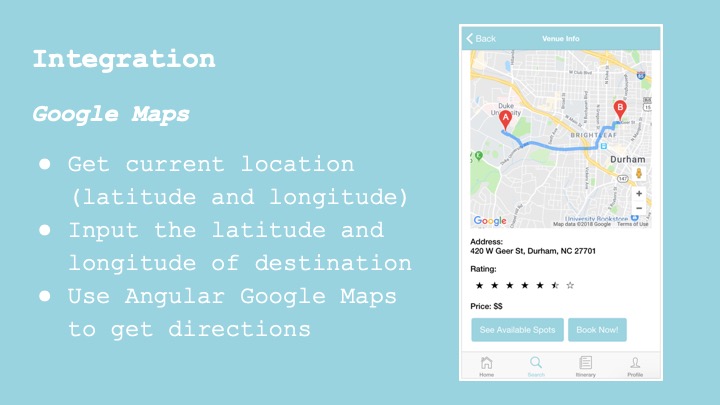 Integration
Google Maps
● Get current location
(latitude and longitude)
● Input the latitude and
longitude of destination
● Use Angular Google Maps
to get directions
Back
Venue Info
W Club Blvd
Duke
University
A
B
W Geer St
BRIGHTLEAF
Durham
147
University Bookstore
Google
Map data ©2018 Google
Terms of Use
Address:
420 W Geer St, Durham, NC 27701
Rating:
★ ★ ★ ★ ★ ⯪ ☆
Price: $$
See Available Spots
Book Now!
Home
Search
Itinerary
Profile